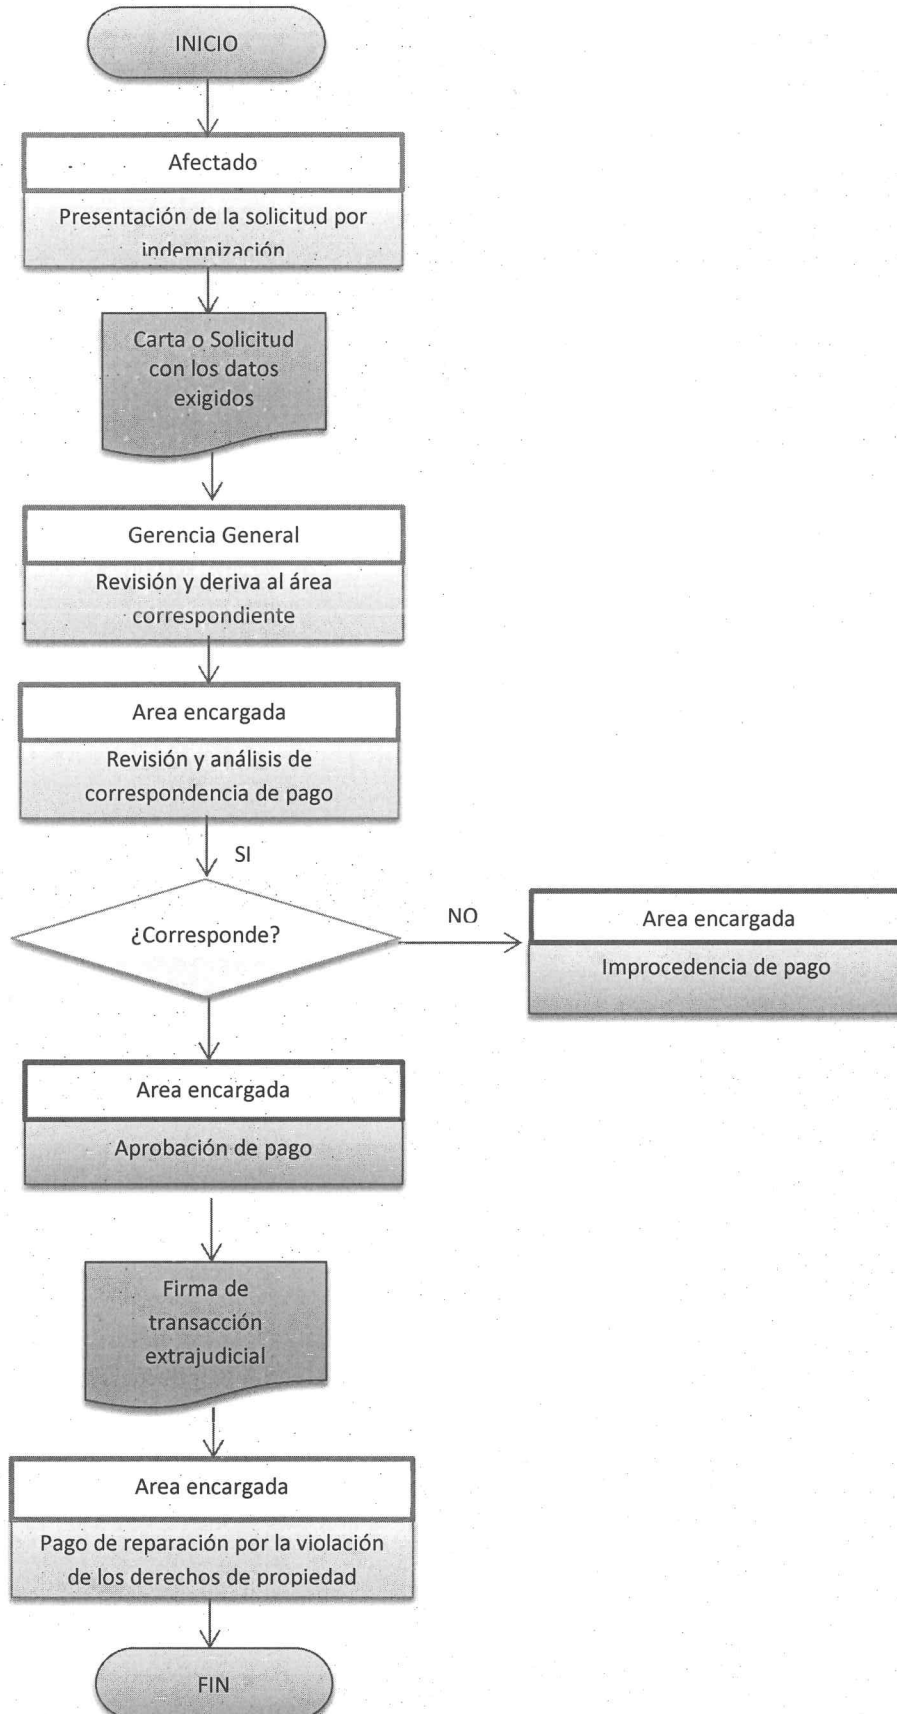 INICIO
Afectado
Presentación de la solicitud por
indemnización
Carta o Solicitud
con los datos
exigidos
Gerencia General
Revisión y deriva al área
correspondiente
Area encargada
Revisión y análisis de
correspondencia de pago
SI
¿Corresponde?
NO
Area encargada
Improcedencia de pago
Area encargada
Aprobación de pago
Firma de
transacción
extrajudicial
Area encargada
Pago de reparación por la violación
de los derechos de propiedad
FIN